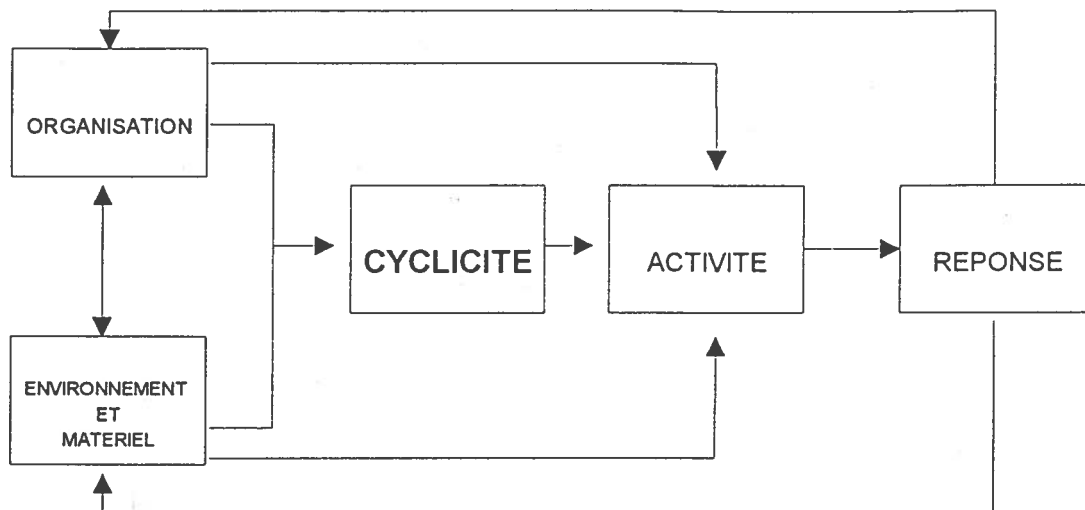 ORGANISATION
CYCLICITE
ACTIVITE
REPONSE
ENVIRONNEMENT
ET
MATERIEL